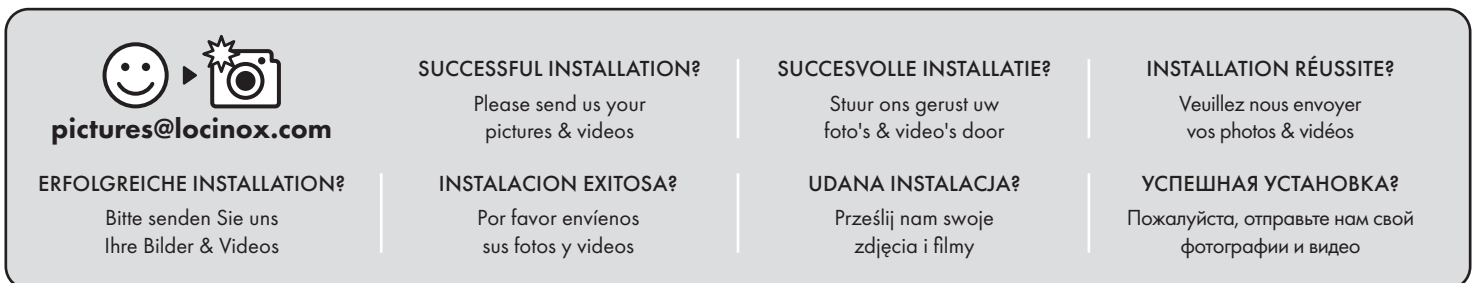 pictures@locinox.com
SUCCESSFUL INSTALLATION?
Please send us your
pictures & videos
SUCCESVOLLE INSTALLATIE?
Stuur ons gerust uw
foto's & video's door
INSTALLATION RÉUSSITE?
Veuillez nous envoyer
vos photos & vidéos
ERFOLGREICHE INSTALLATION?
Bitte senden Sie uns
Ihre Bilder & Videos
INSTALACION EXITOSA?
Por favor envíenos
sus fotos y videos
UDANA INSTALACJA?
Prześlij nam swoje
zdjęcia i filmy
УСПЕШНАЯ УСТАНОВКА?
Пожалуйста, отправьте нам свой
фотографии и видео